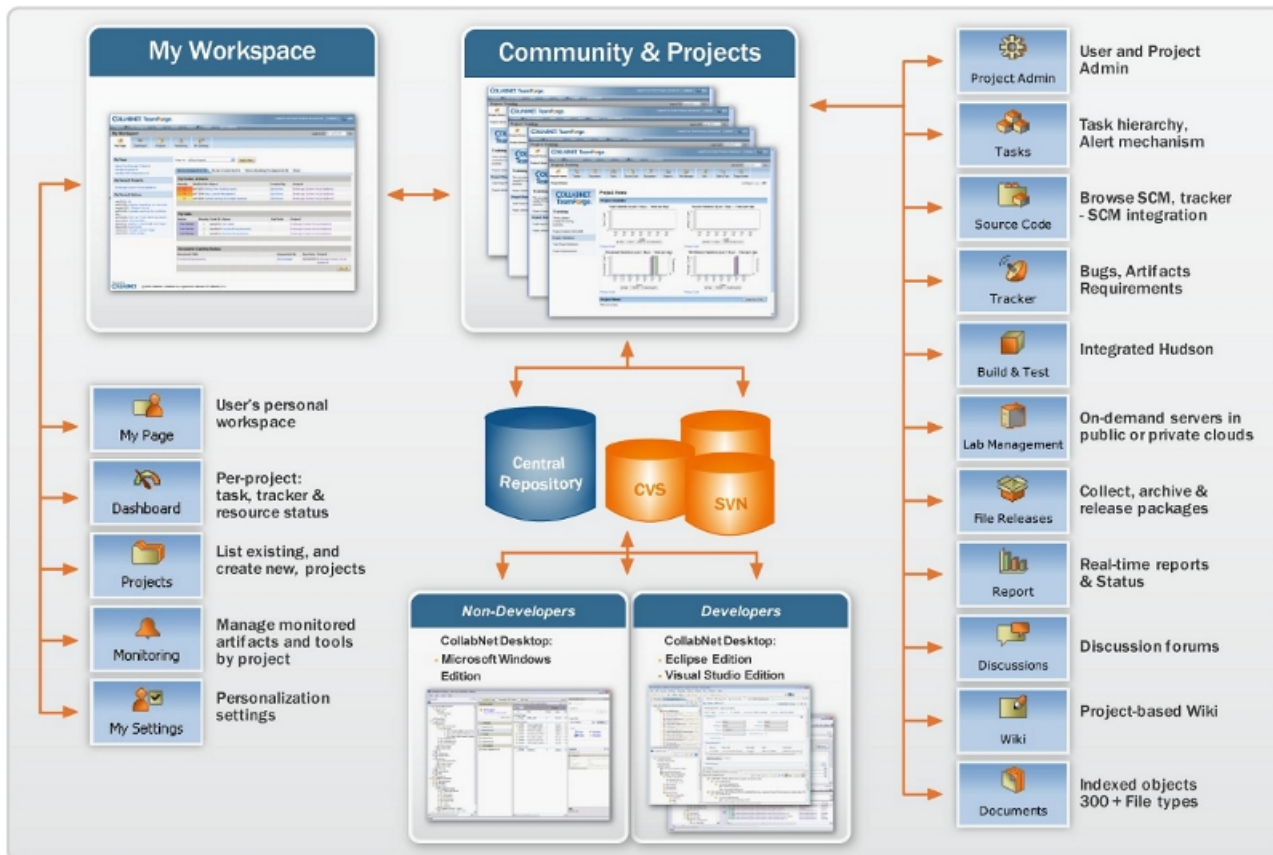 My Workspace
COLLABNET TeamForge
Community & Projects
COLLABNET TeamForge
COLLABNET
TeamForge
My Page
User's personal
workspace
Dashboard
Per-project:
task, tracker &
resource status
Projects
List existing, and
create new, projects
Monitoring
Manage monitored
artifacts and tools
by project
My Settings
Personalization
settings
Central
Repository
CVS
SVN
Non-Developers
CollabNet Desktop:
• Microsoft Windows
Edition
Developers
CollabNet Desktop:
• Eclipse Edition
• Visual Studio Edition
Project Admin
User and Project
Admin
Tasks
Task hierarchy,
Alert mechanism
Source Code
Browse SCM, tracker
- SCM integration
Tracker
Bugs, Artifacts
Requirements
Build & Test
Integrated Hudson
Lab Management
On-demand servers in
public or private clouds
File Releases
Collect, archive &
release packages
Report
Real-time reports
& Status
Discussions
Discussion forums
Wiki
Project-based Wiki
Documents
Indexed objects
300 + File types